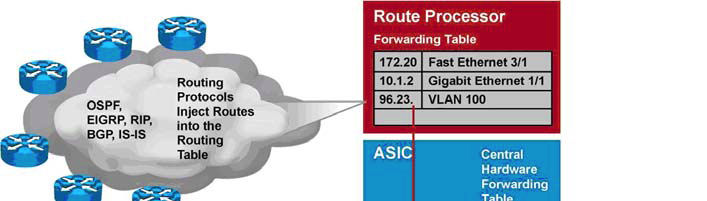 OSPF,
EIGRP, RIP,
BGP, IS-IS
Routing
Protocols
Inject Routes
into the
Routing
Table
Route Processor
Forwarding Table
172.20 Fast Ethernet 3/1
10.1.2 Gigabit Ethernet 1/1
96.23. VLAN 100
ASIC
Central
Hardware
Forwarding
Table